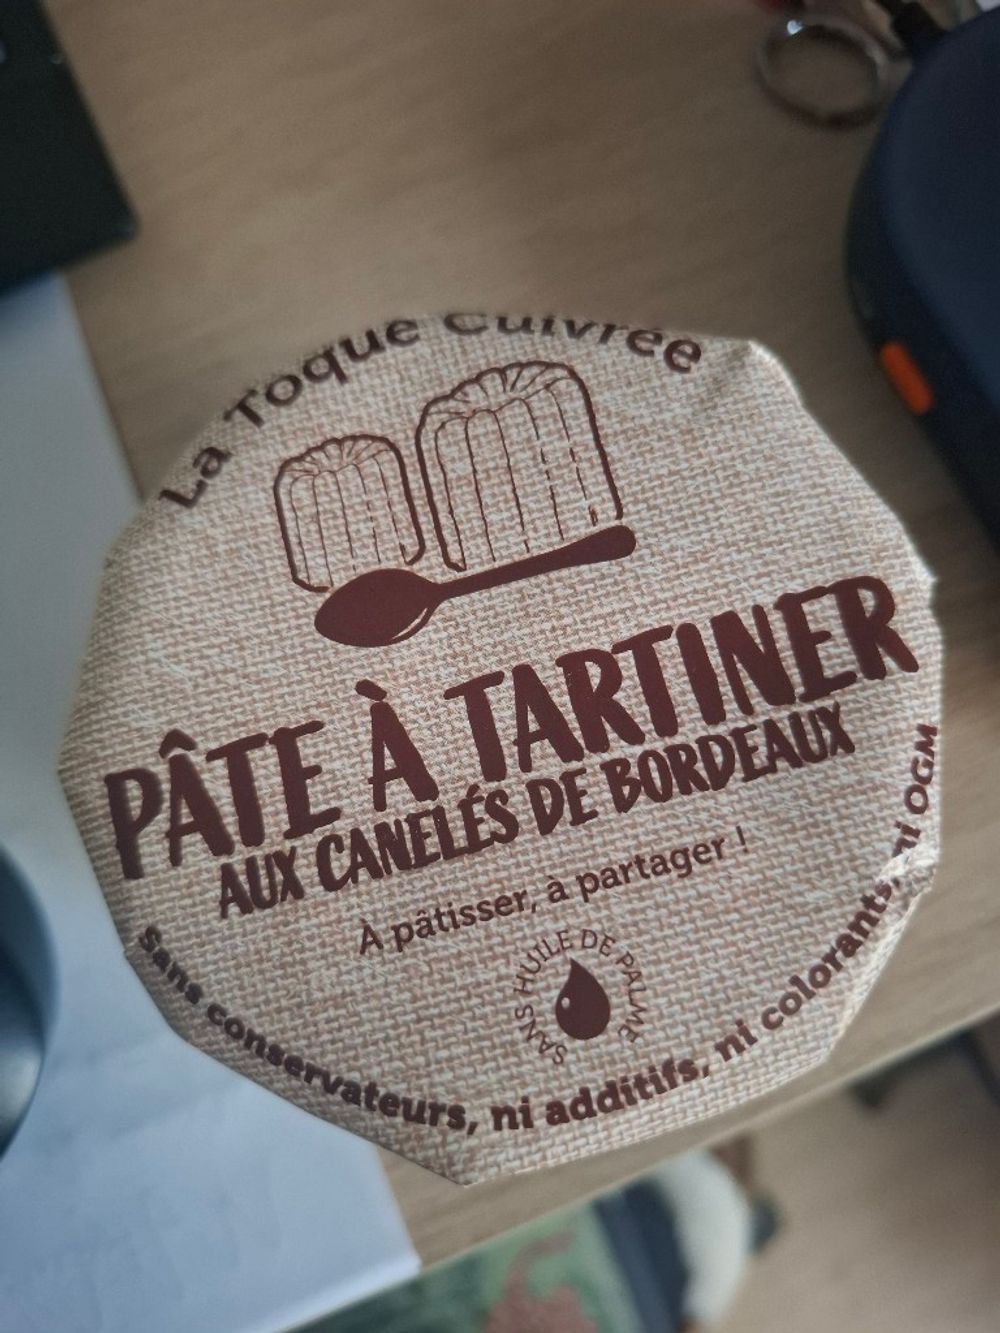 La Toque Cuivrée
PÂTE À TARTINER
AUX CANELÉS DE BORDEAUX
À pâtisser, à partager !
SANS HUILE DE PALME
Sans conservateurs, ni additifs, ni colorants, ni OGM